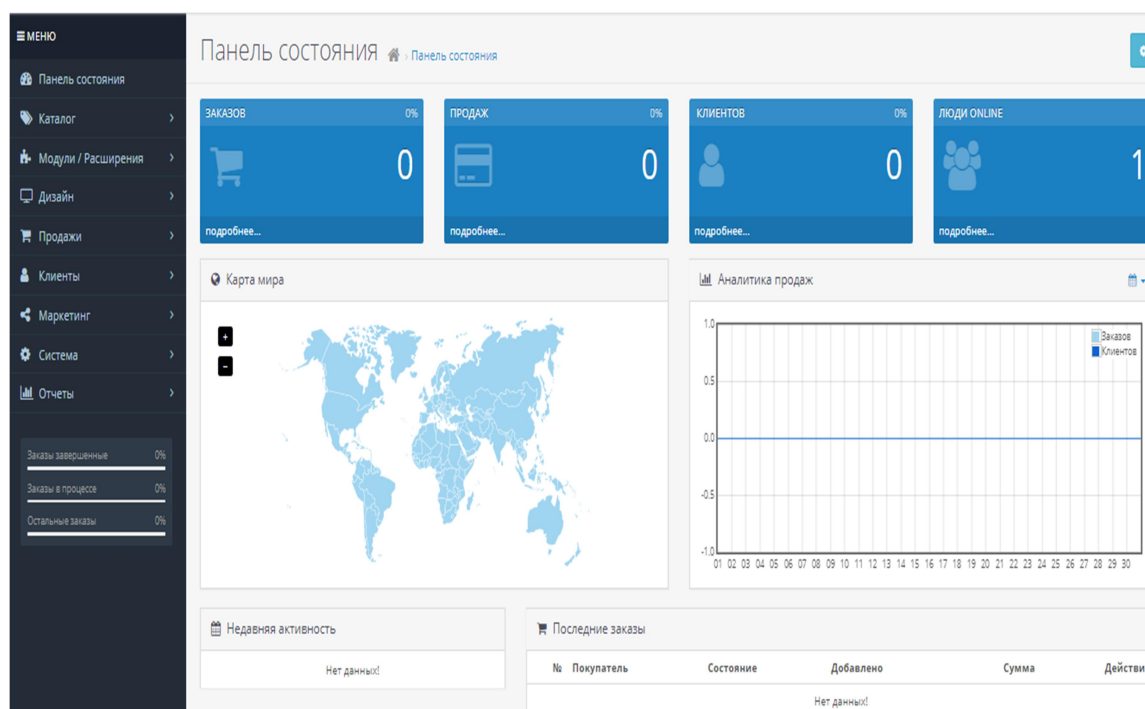 МЕНЮ
Панель состояния
Каталог
Модули / Расширения
Дизайн
Продажи
Клиенты
Маркетинг
Система
Отчеты
Заказы завершенные 0%
Заказы в процессе 0%
Остальные заказы 0%
Панель состояния › Панель состояния
ЗАКАЗОВ 0%
0
подробнее...
ПРОДАЖ 0%
0
подробнее...
КЛИЕНТОВ 0%
0
подробнее...
ЛЮДИ ONLINE
1
подробнее...
Карта мира
+
-
Аналитика продаж
Заказов
Клиентов
1.0
0.5
0.0
-0.5
-1.0
01 02 03 04 05 06 07 08 09 10 11 12 13 14 15 16 17 18 19 20 21 22 23 24 25 26 27 28 29 30
Недавняя активность
Нет данных!
Последние заказы
№ Покупатель Состояние Добавлено Сумма Действи
Нет данных!